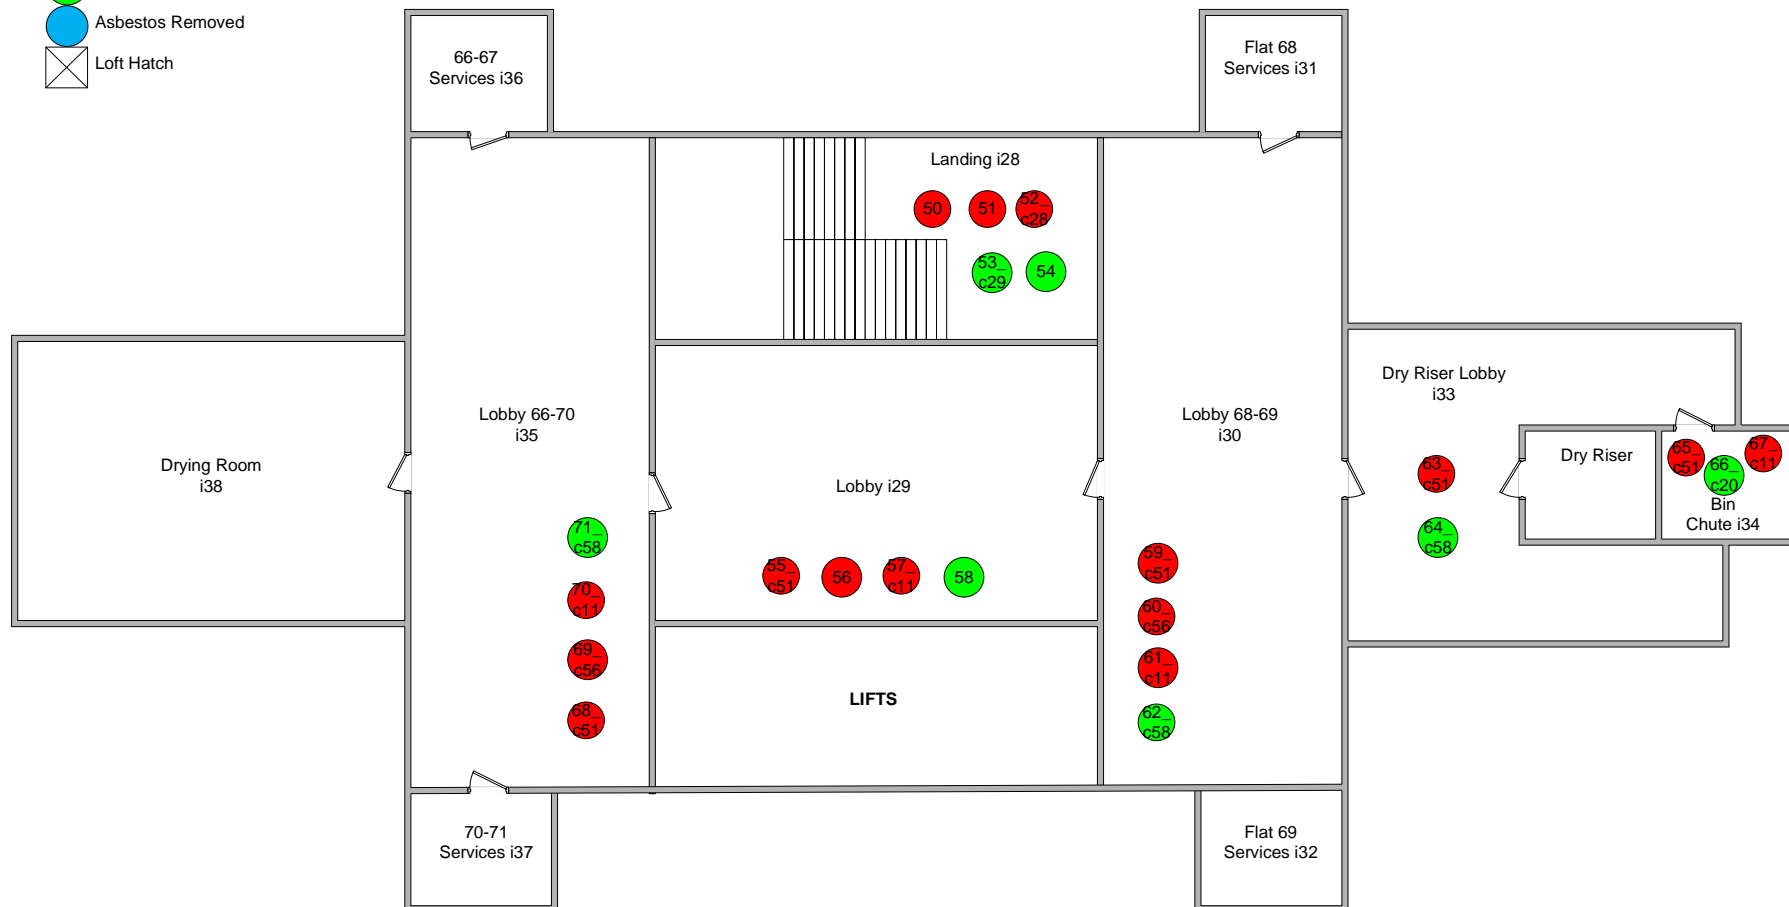 Asbestos Removed
Loft Hatch
66-67
Services i36
Flat 68
Services i31
Landing i28
50
51
52_
c28
53_
c29
54
Dry Riser Lobby
i33
Lobby 66-70
i35
Lobby 68-69
i30
Drying Room
i38
Lobby i29
Dry Riser
65_
c51
66_
c20
67_
c11
Bin
Chute i34
63_
c51
64_
c58
71_
c58
70_
c11
69_
c56
68_
c51
55_
c51
56
57_
c11
58
59_
c51
60_
c56
61_
c11
62_
c58
LIFTS
70-71
Services i37
Flat 69
Services i32